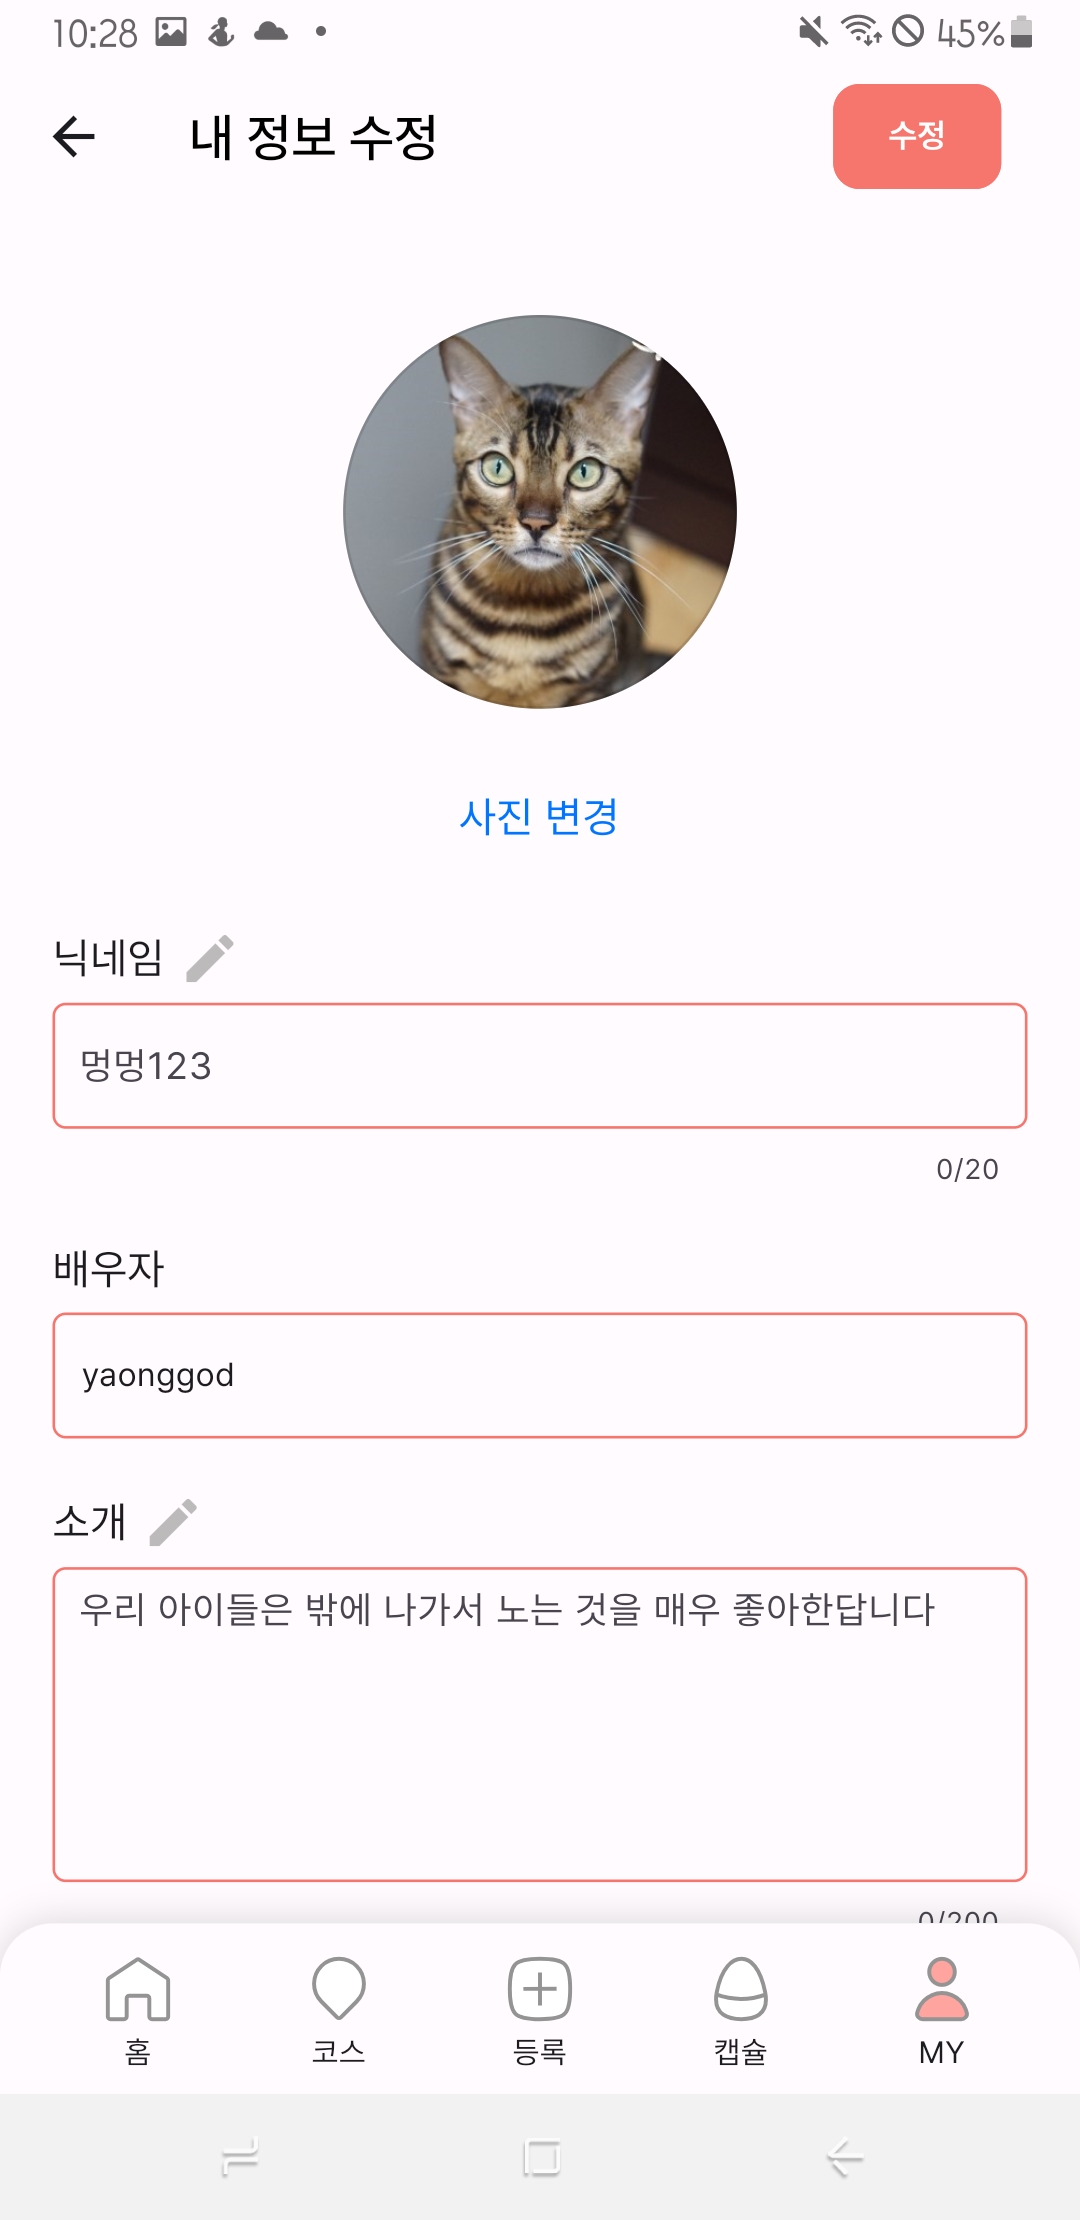 10:28
45%
내 정보 수정
수정
사진 변경
닉네임
멍멍123
0/20
배우자
yaonggod
소개
우리 아이들은 밖에 나가서 노는 것을 매우 좋아한답니다
0/200
홈
코스
등록
캡슐
MY